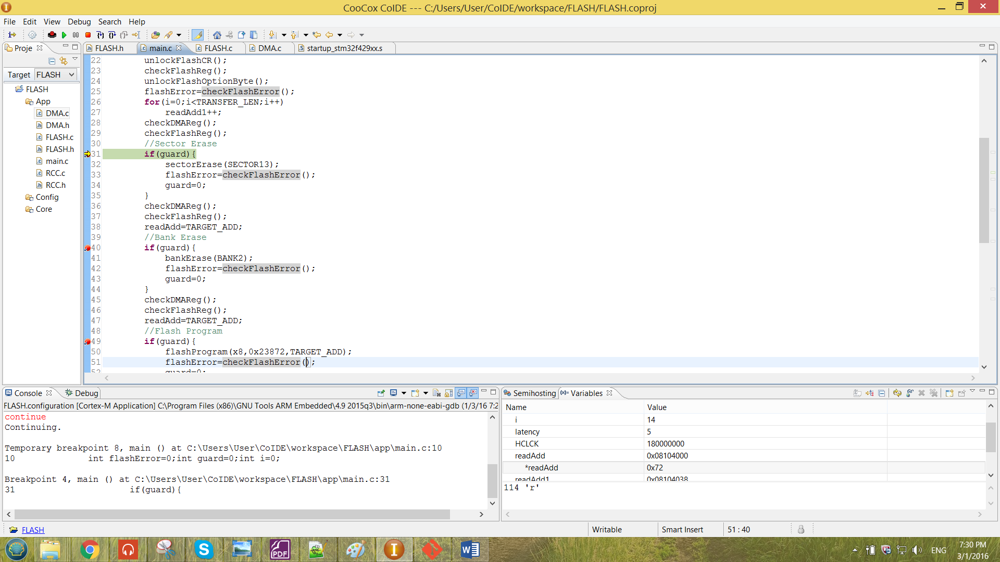 CooCox CoIDE --- C:/Users/User/CoIDE/workspace/FLASH/FLASH.coproj
File Edit View Debug Search Help
Proje
Target FLASH
FLASH
App
DMA.c
DMA.h
FLASH.c
FLASH.h
main.c
RCC.c
RCC.h
Config
Core
FLASH.h main.c FLASH.c DMA.c startup_stm32f429xx.s
22 unlockFlashCR();
23 checkFlashReg();
24 unlockFlashOptionByte();
25 flashError=checkFlashError();
26 for(i=0;i<TRANSFER_LEN;i++)
27 readAdd1++;
28 checkDMAReg();
29 checkFlashReg();
30 //Sector Erase
31 if(guard){
32 sectorErase(SECTOR13);
33 flashError=checkFlashError();
34 guard=0;
35 }
36 checkDMAReg();
37 checkFlashReg();
38 readAdd=TARGET_ADD;
39 //Bank Erase
40 if(guard){
41 bankErase(BANK2);
42 flashError=checkFlashError();
43 guard=0;
44 }
45 checkDMAReg();
46 checkFlashReg();
47 readAdd=TARGET_ADD;
48 //Flash Program
49 if(guard){
50 flashProgram(x8,0x23872,TARGET_ADD);
51 flashError=checkFlashError();
52 guard=0;
Console Debug
FLASH.configuration [Cortex-M Application] C:\Program Files (x86)\GNU Tools ARM Embedded\4.9 2015q3\bin\arm-none-eabi-gdb (1/3/16 7:2
continue
Continuing.
Temporary breakpoint 8, main () at C:\Users\User\CoIDE\workspace\FLASH\app\main.c:10
10 int flashError=0;int guard=0;int i=0;
Breakpoint 4, main () at C:\Users\User\CoIDE\workspace\FLASH\app\main.c:31
31 if(guard){
Semihosting (x)= Variables
Name Value
i 14
latency 5
HCLCK 180000000
readAdd 0x08104000
*readAdd 0x72
readAdd1 0x08104038
114 'r'
FLASH
Writable Smart Insert 51 : 40
PDF
ENG
7:30 PM
3/1/2016